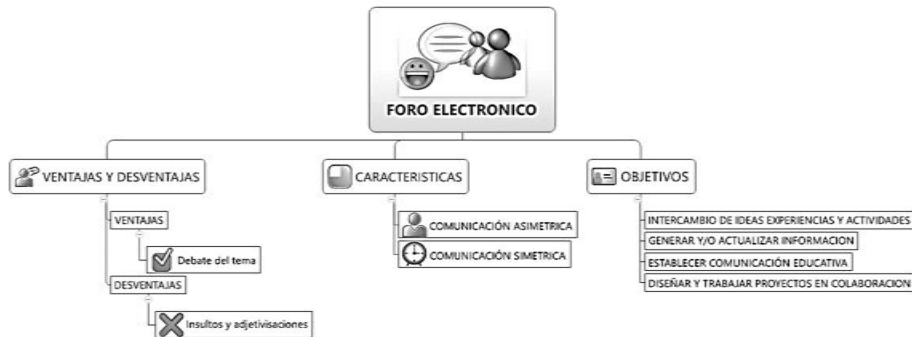 FORO ELECTRONICO
VENTAJAS Y DESVENTAJAS
VENTAJAS
Debate del tema
DESVENTAJAS
Insultos y adjetivisaciones
CARACTERISTICAS
COMUNICACIÓN ASIMETRICA
COMUNICACIÓN SIMETRICA
OBJETIVOS
INTERCAMBIO DE IDEAS EXPERIENCIAS Y ACTIVIDADES
GENERAR Y/O ACTUALIZAR INFORMACION
ESTABLECER COMUNICACIÓN EDUCATIVA
DISEÑAR Y TRABAJAR PROYECTOS EN COLABORACION